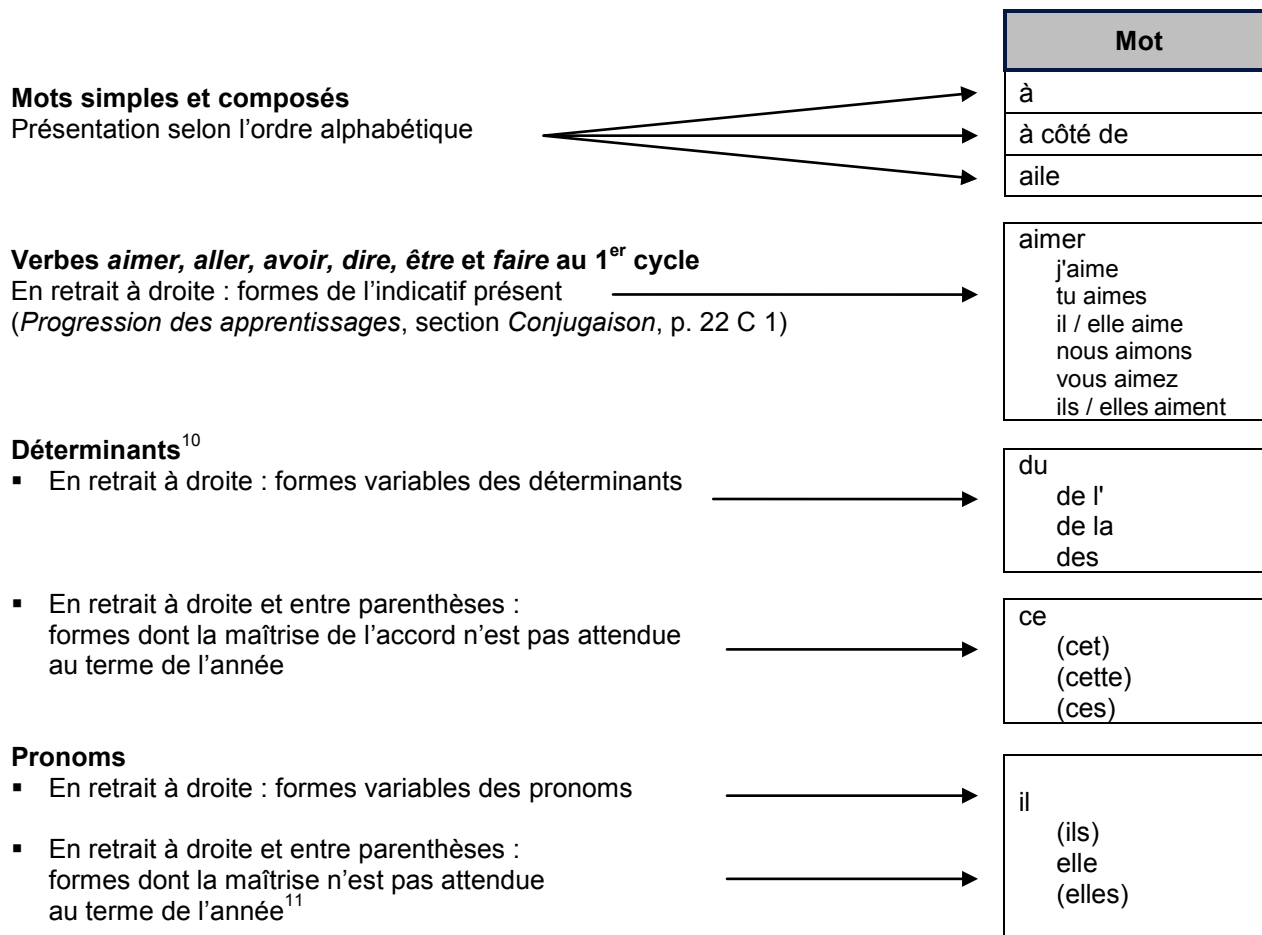 Mot
Mots simples et composés
Présentation selon l'ordre alphabétique
à
à côté de
aile
Verbes aimer, aller, avoir, dire, être et faire au 1er cycle
En retrait à droite : formes de l'indicatif présent
(Progression des apprentissages, section Conjugaison, p. 22 C 1)
aimer
j'aime
tu aimes
il / elle aime
nous aimons
vous aimez
ils / elles aiment
Déterminants10
▪ En retrait à droite : formes variables des déterminants
du
de l'
de la
des
▪ En retrait à droite et entre parenthèses :
formes dont la maîtrise de l'accord n'est pas attendue
au terme de l'année
ce
(cet)
(cette)
(ces)
Pronoms
▪ En retrait à droite : formes variables des pronoms
▪ En retrait à droite et entre parenthèses :
formes dont la maîtrise n'est pas attendue
au terme de l'année11
il
(ils)
elle
(elles)